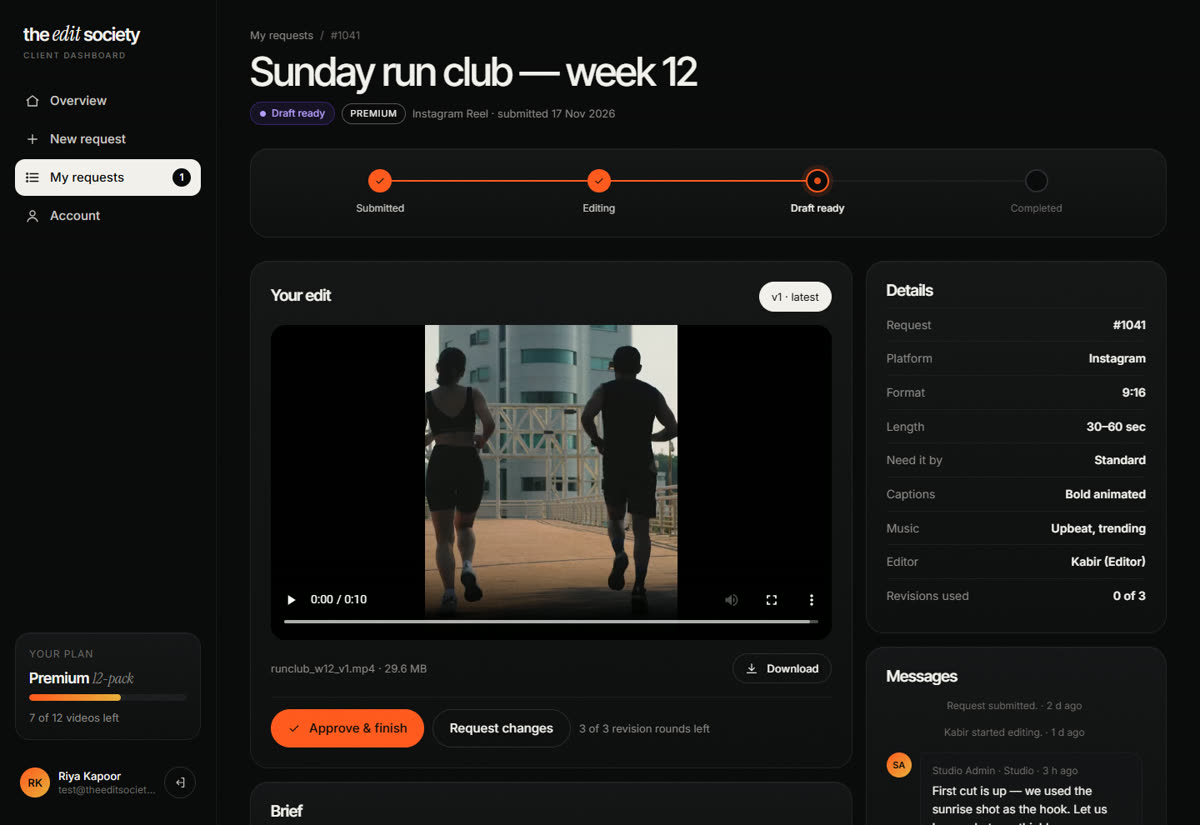 the edit society
CLIENT DASHBOARD
Overview
New request
My requests 1
Account
YOUR PLAN
Premium 12-pack
7 of 12 videos left
RK
Riya Kapoor
test@theeditsociet...
My requests / #1041
Sunday run club — week 12
Draft ready PREMIUM Instagram Reel · submitted 17 Nov 2026
Submitted Editing Draft ready Completed
Your edit
v1 · latest
0:00 / 0:10
runclub_w12_v1.mp4 · 29.6 MB
Download
Approve & finish Request changes 3 of 3 revision rounds left
Brief
Details
Request #1041
Platform Instagram
Format 9:16
Length 30–60 sec
Need it by Standard
Captions Bold animated
Music Upbeat, trending
Editor Kabir (Editor)
Revisions used 0 of 3
Messages
Request submitted. · 2 d ago
Kabir started editing. · 1 d ago
SA
Studio Admin · Studio · 3 h ago
First cut is up — we used the
sunrise shot as the hook. Let us